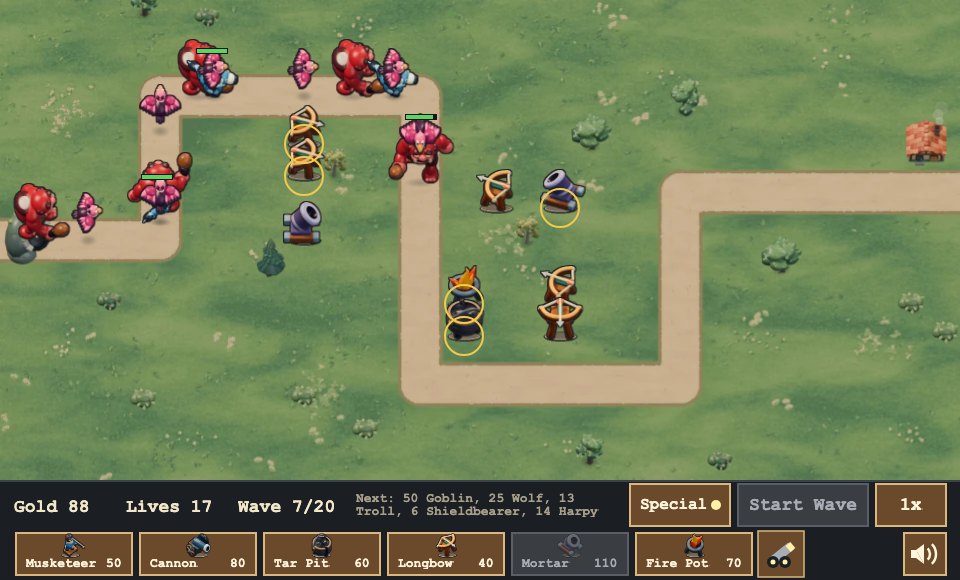 Gold 88
Lives 17
Wave 7/20
Next: 50 Goblin, 25 Wolf, 13
Troll, 6 Shieldbearer, 14 Harpy
Special
Start Wave
1x
Musketeer 50
Cannon 80
Tar Pit 60
Longbow 40
Mortar 110
Fire Pot 70